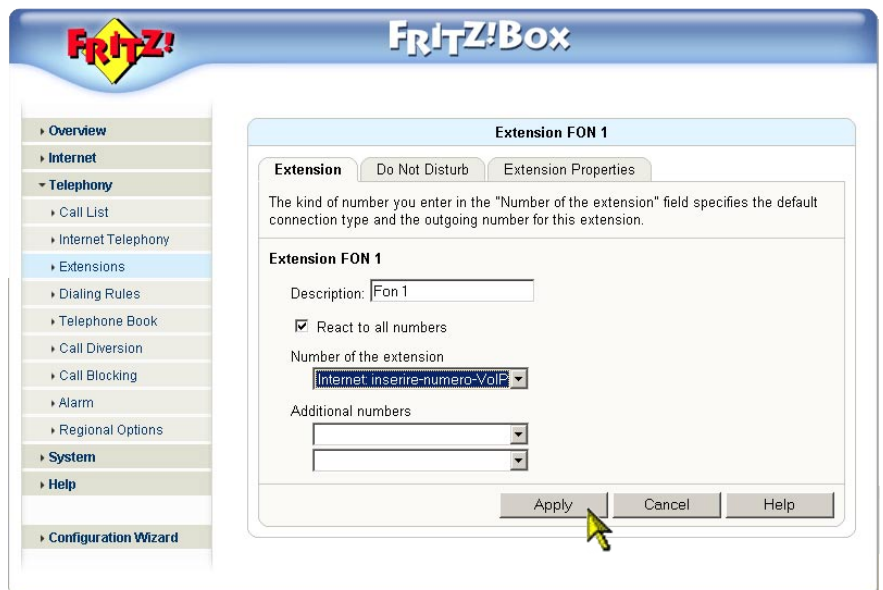 FRITZ!
FRITZ!Box
Overview
Internet
Telephony
Call List
Internet Telephony
Extensions
Dialing Rules
Telephone Book
Call Diversion
Call Blocking
Alarm
Regional Options
System
Help
Configuration Wizard
Extension FON 1
Extension
Do Not Disturb
Extension Properties
The kind of number you enter in the "Number of the extension" field specifies the default
connection type and the outgoing number for this extension.
Extension FON 1
Description: Fon 1
React to all numbers
Number of the extension
Internet: inserire-numero-VoIP
Additional numbers
Apply
Cancel
Help